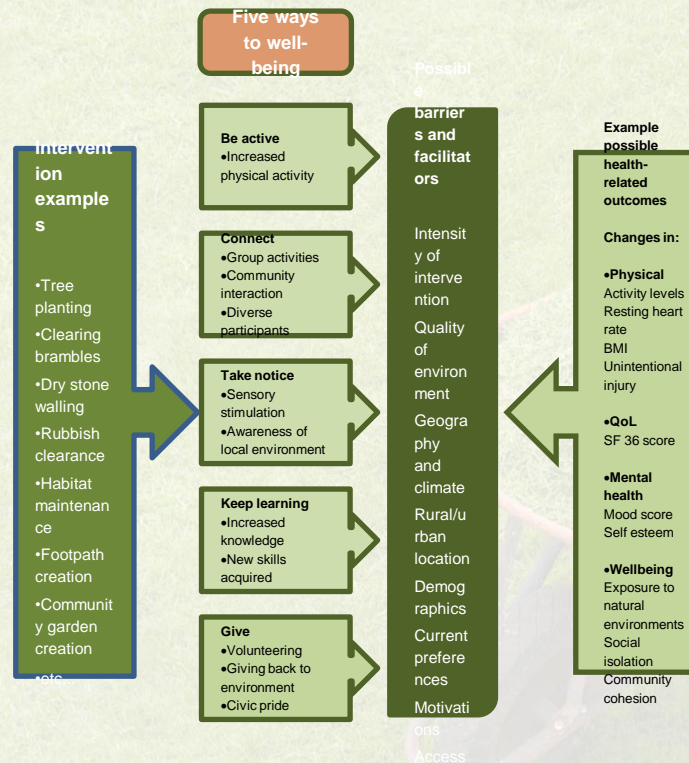 Five ways
to well-
being
Intervent
ion
example
s
•Tree
planting
•Clearing
brambles
•Dry stone
walling
•Rubbish
clearance
•Habitat
maintenan
ce
•Footpath
creation
•Communit
y garden
creation
•etc
Be active
•Increased
physical activity
Connect
•Group activities
•Community
interaction
•Diverse
participants
Take notice
•Sensory
stimulation
•Awareness of
local environment
Keep learning
•Increased
knowledge
•New skills
acquired
Give
•Volunteering
•Giving back to
environment
•Civic pride
Possibl
e
barrier
s and
facilitat
ors
Intensit
y of
interve
ntion
Quality
of
environ
ment
Geogra
phy
and
climate
Rural/u
rban
location
Demog
raphics
Current
prefere
nces
Motivati
ons
Access
Example
possible
health-
related
outcomes
Changes in:
•Physical
Activity levels
Resting heart
rate
BMI
Unintentional
injury
•QoL
SF 36 score
•Mental
health
Mood score
Self esteem
•Wellbeing
Exposure to
natural
environments
Social
isolation
Community
cohesion